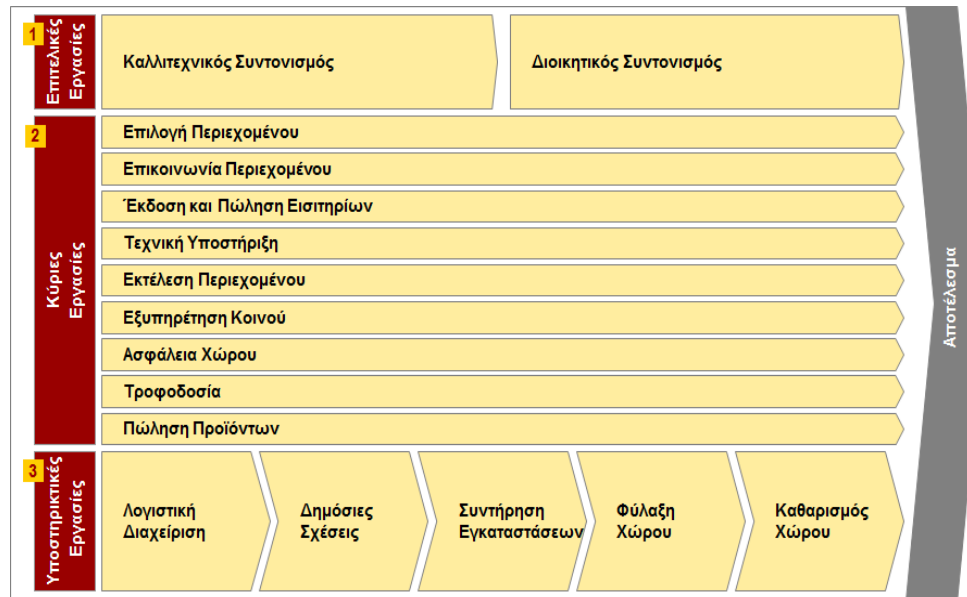 1
Επιτελικές
Εργασίες
Καλλιτεχνικός Συντονισμός
Διοικητικός Συντονισμός
2
Κύριες
Εργασίες
Επιλογή Περιεχομένου
Επικοινωνία Περιεχομένου
Έκδοση και Πώληση Εισιτηρίων
Τεχνική Υποστήριξη
Εκτέλεση Περιεχομένου
Εξυπηρέτηση Κοινού
Ασφάλεια Χώρου
Τροφοδοσία
Πώληση Προϊόντων
3
Υποστηρικτικές
Εργασίες
Λογιστική
Διαχείριση
Δημόσιες
Σχέσεις
Συντήρηση
Εγκαταστάσεων
Φύλαξη
Χώρου
Καθαρισμός
Χώρου
Αποτέλεσμα